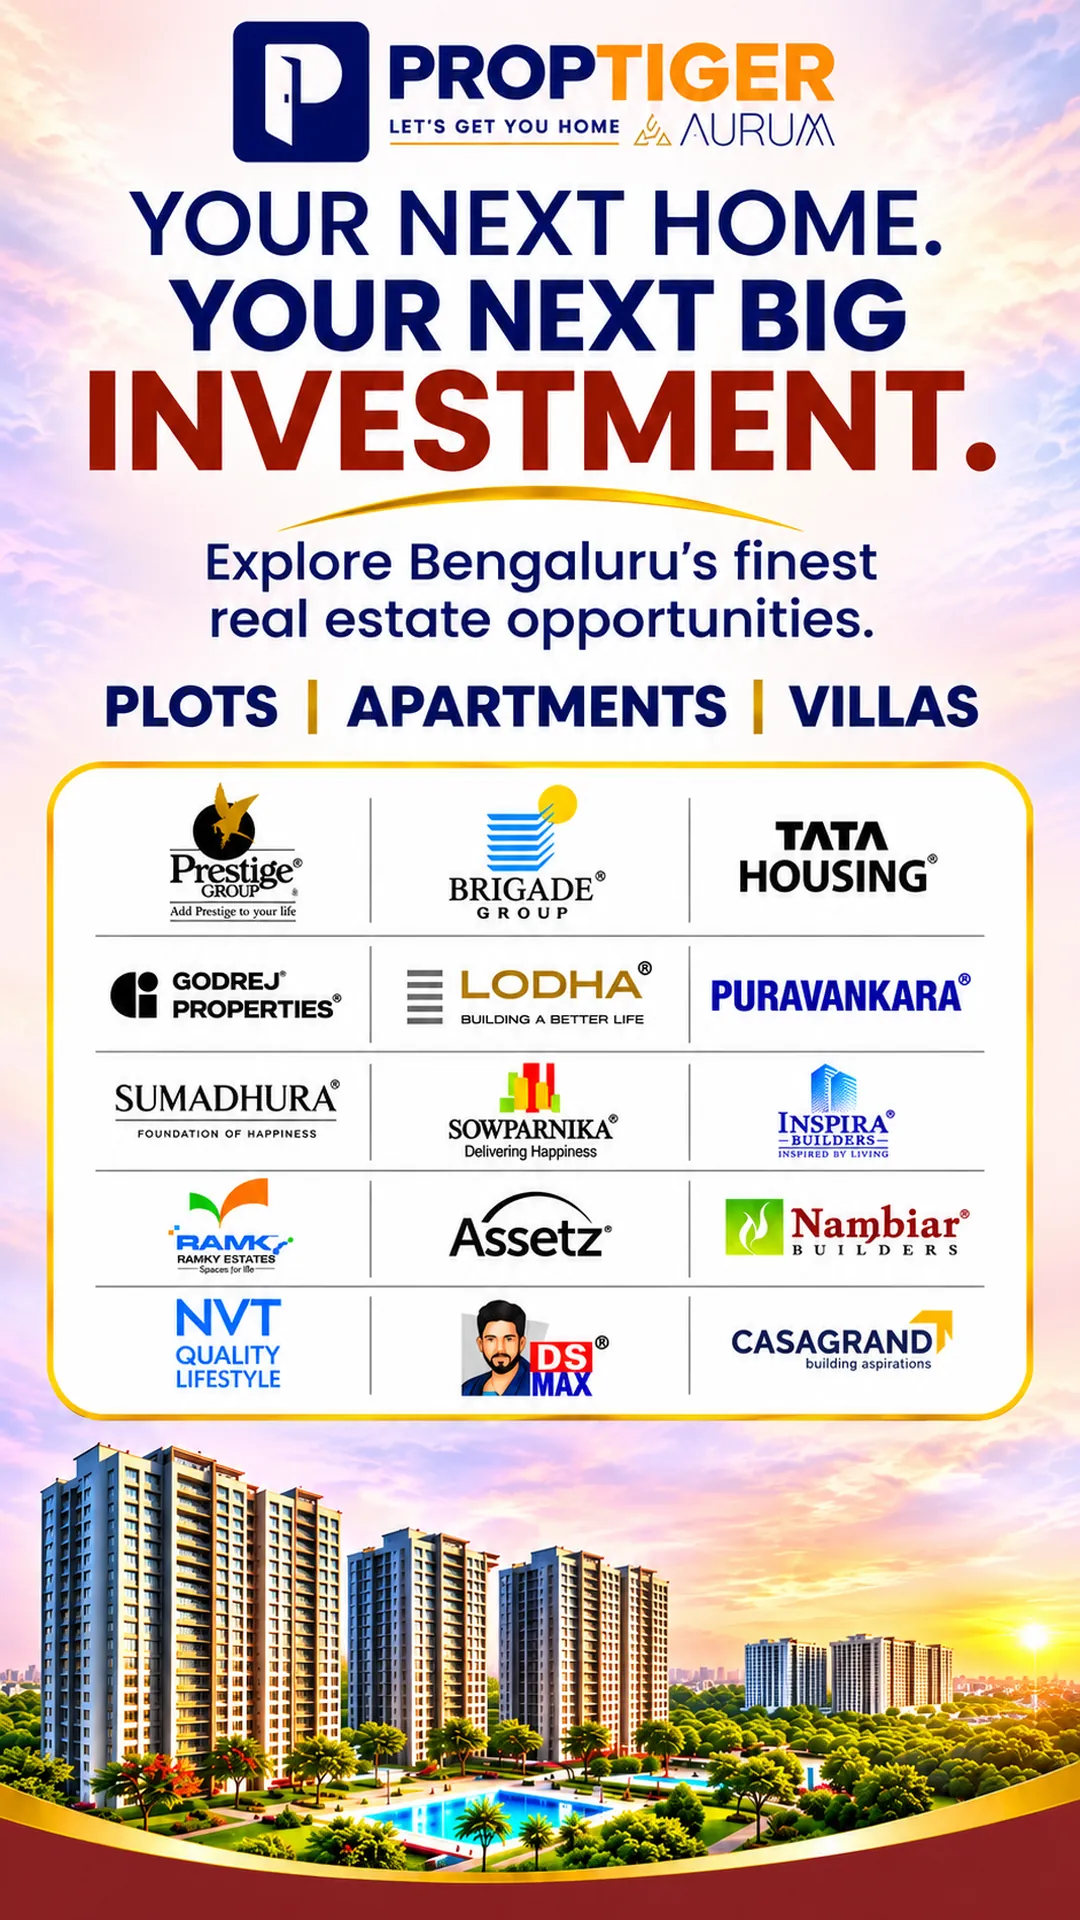 PROPTIGER
LET'S GET YOU HOME AURUM
YOUR NEXT HOME.
YOUR NEXT BIG
INVESTMENT.
Explore Bengaluru's finest
real estate opportunities.
PLOTS | APARTMENTS | VILLAS
Prestige®
GROUP
Add Prestige to your life
BRIGADE®
GROUP
TATA
HOUSING®
GODREJ®
PROPERTIES®
LODHA®
BUILDING A BETTER LIFE
PURAVANKARA®
SUMADHURA®
FOUNDATION OF HAPPINESS
SOWPARNIKA®
Delivering Happiness
INSPIRA®
BUILDERS
INSPIRED BY LIVING
RAMKY
RAMKY ESTATES
Spaces for life
Assetz®
Nambiar®
BUILDERS
NVT
QUALITY
LIFESTYLE
DS®
MAX
CASAGRAND
building aspirations